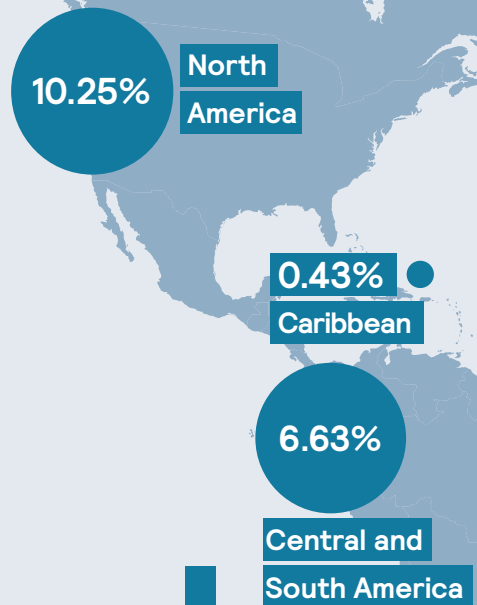 10.25%
North
America
0.43%
Caribbean
6.63%
Central and
South America